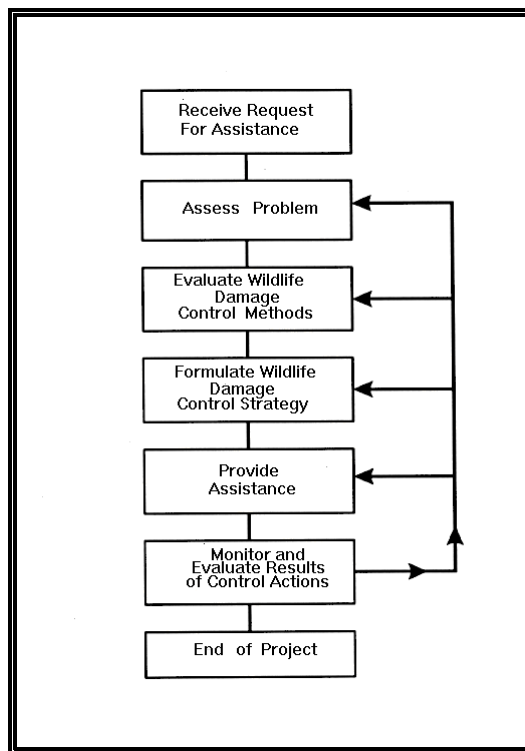 Receive Request
For Assistance
Assess Problem
Evaluate Wildlife
Damage
Control Methods
Formulate Wildlife
Damage
Control Strategy
Provide
Assistance
Monitor and
Evaluate Results
of Control Actions
End of Project